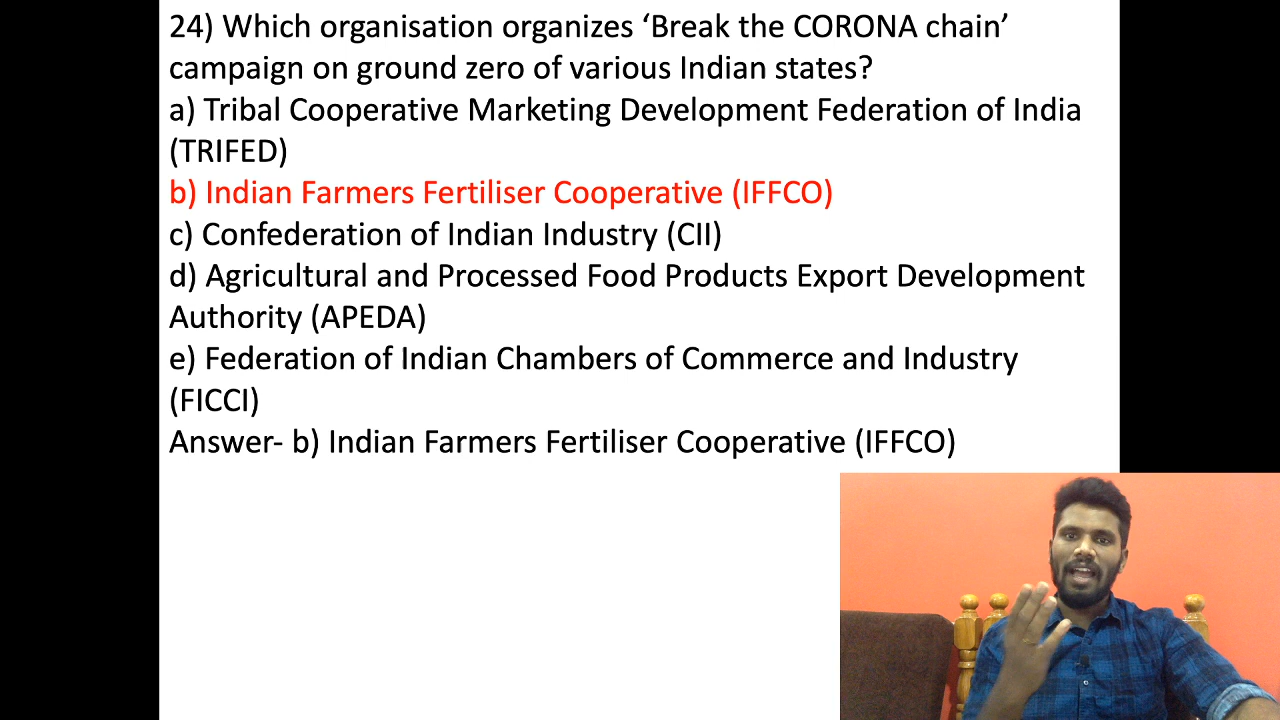 24) Which organisation organizes ‘Break the CORONA chain’
campaign on ground zero of various Indian states?
a) Tribal Cooperative Marketing Development Federation of India
(TRIFED)
b) Indian Farmers Fertiliser Cooperative (IFFCO)
c) Confederation of Indian Industry (CII)
d) Agricultural and Processed Food Products Export Development
Authority (APEDA)
e) Federation of Indian Chambers of Commerce and Industry
(FICCI)
Answer- b) Indian Farmers Fertiliser Cooperative (IFFCO)